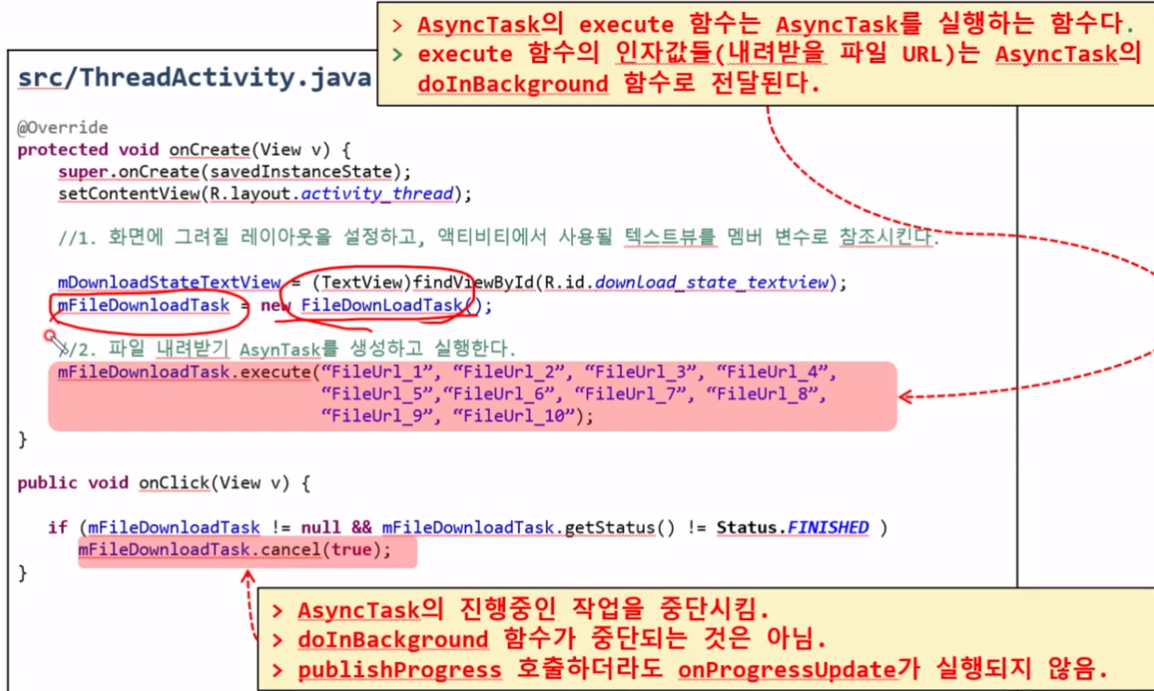 > AsyncTask의 execute 함수는 AsyncTask를 실행하는 함수다.
> execute 함수의 인자값들(내려받을 파일 URL)는 AsyncTask의
doInBackground 함수로 전달된다.
src/ThreadActivity.java
@Override
protected void onCreate(View v) {
super.onCreate(savedInstanceState);
setContentView(R.layout.activity_thread);
//1. 화면에 그려질 레이아웃을 설정하고, 액티비티에서 사용될 텍스트뷰를 멤버 변수로 참조시킨다.
mDownloadStateTextView = (TextView)findViewById(R.id.download_state_textview);
mFileDownloadTask = new FileDownLoadTask();
//2. 파일 내려받기 AsynTask를 생성하고 실행한다.
mFileDownloadTask.execute(“FileUrl_1”, “FileUrl_2”, “FileUrl_3”, “FileUrl_4”,
“FileUrl_5”,“FileUrl_6”, “FileUrl_7”, “FileUrl_8”,
“FileUrl_9”, “FileUrl_10”);
}
public void onClick(View v) {
if (mFileDownloadTask != null && mFileDownloadTask.getStatus() != Status.FINISHED )
mFileDownloadTask.cancel(true);
}
> AsyncTask의 진행중인 작업을 중단시킴.
> doInBackground 함수가 중단되는 것은 아님.
> publishProgress 호출하더라도 onProgressUpdate가 실행되지 않음.